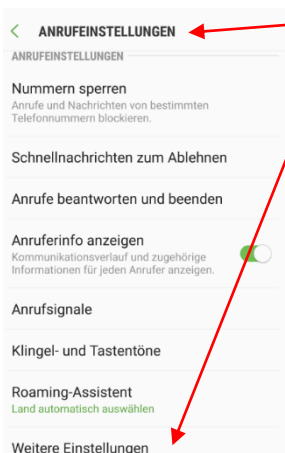 ANRUFEINSTELLUNGEN
ANRUFEINSTELLUNGEN
Nummern sperren
Anrufe und Nachrichten von bestimmten
Telefonnummern blockieren.
Schnellnachrichten zum Ablehnen
Anrufe beantworten und beenden
Anruferinfo anzeigen
Kommunikationsverlauf und zugehörige
Informationen für jeden Anrufer anzeigen.
Anrufsignale
Klingel- und Tastentöne
Roaming-Assistent
Land automatisch auswählen
Weitere Einstellungen